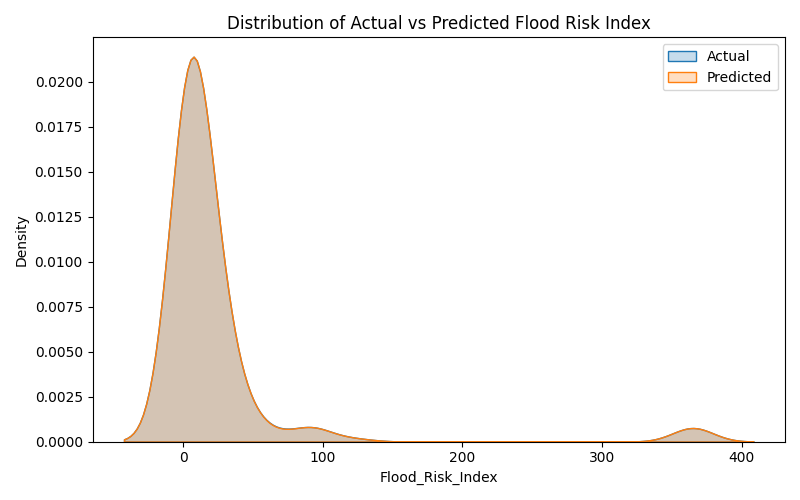 Distribution of Actual vs Predicted Flood Risk Index
Actual
Predicted
0.0200
0.0175
0.0150
0.0125
0.0100
0.0075
0.0050
0.0025
0.0000
Density
0 100 200 300 400
Flood_Risk_Index